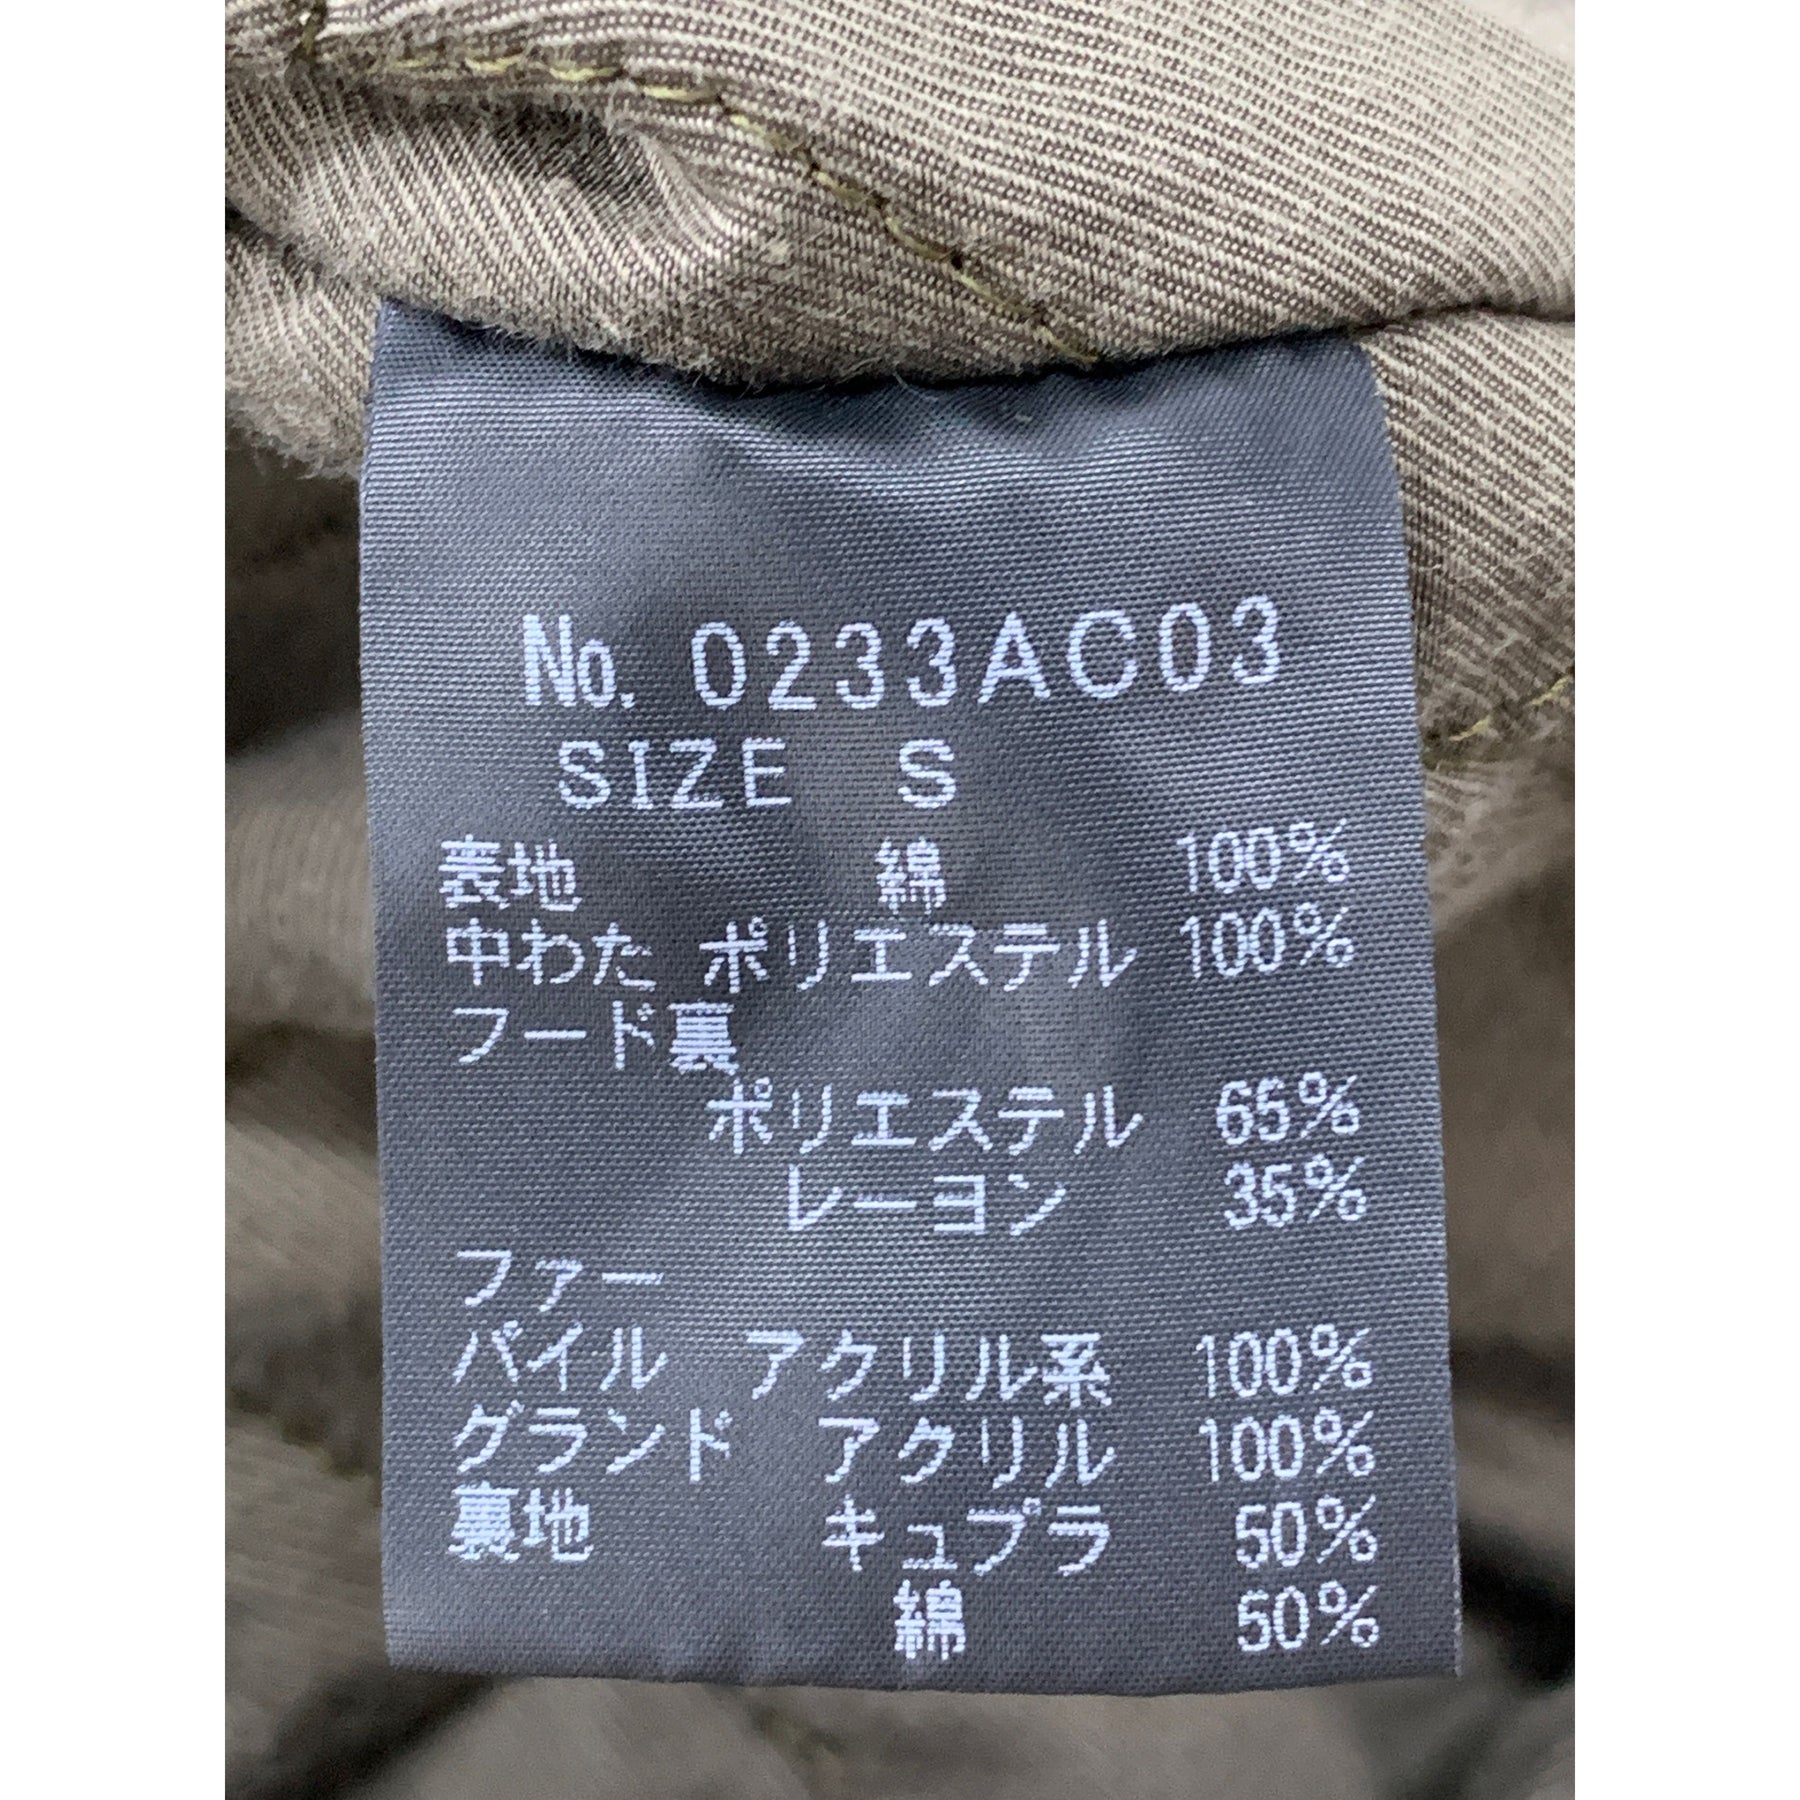 No. 0233AC03
SIZE S
表地 綿 100%
中わた ポリエステル 100%
フード裏
ポリエステル 65%
レーヨン 35%
ファー
パイル アクリル系 100%
グランド アクリル 100%
裏地 キュプラ 50%
綿 50%